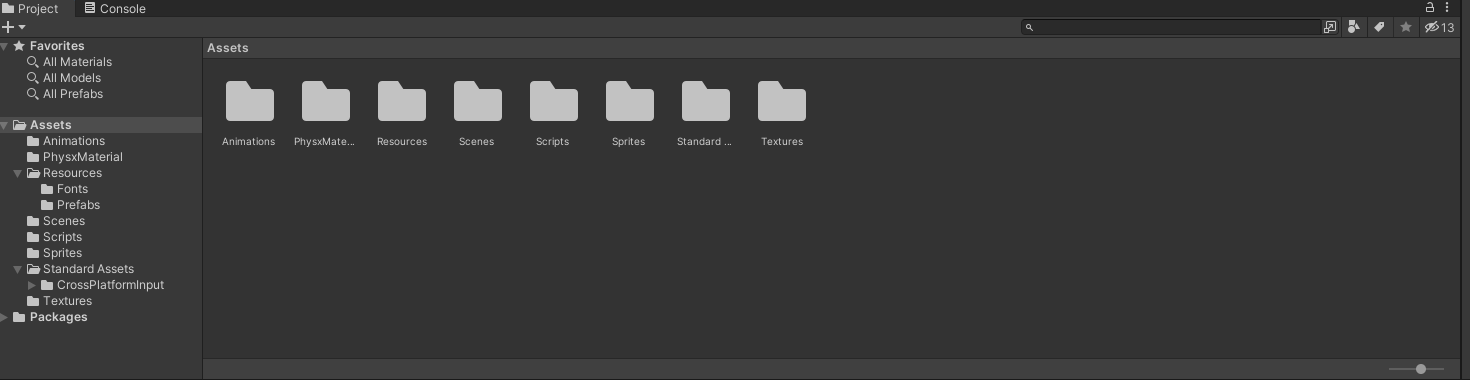 Project Console
13
Favorites
All Materials
All Models
All Prefabs
Assets
Animations
PhysxMaterial
Resources
Fonts
Prefabs
Scenes
Scripts
Sprites
Standard Assets
CrossPlatformInput
Textures
Packages
Assets
Animations PhysxMate... Resources Scenes Scripts Sprites Standard ... Textures